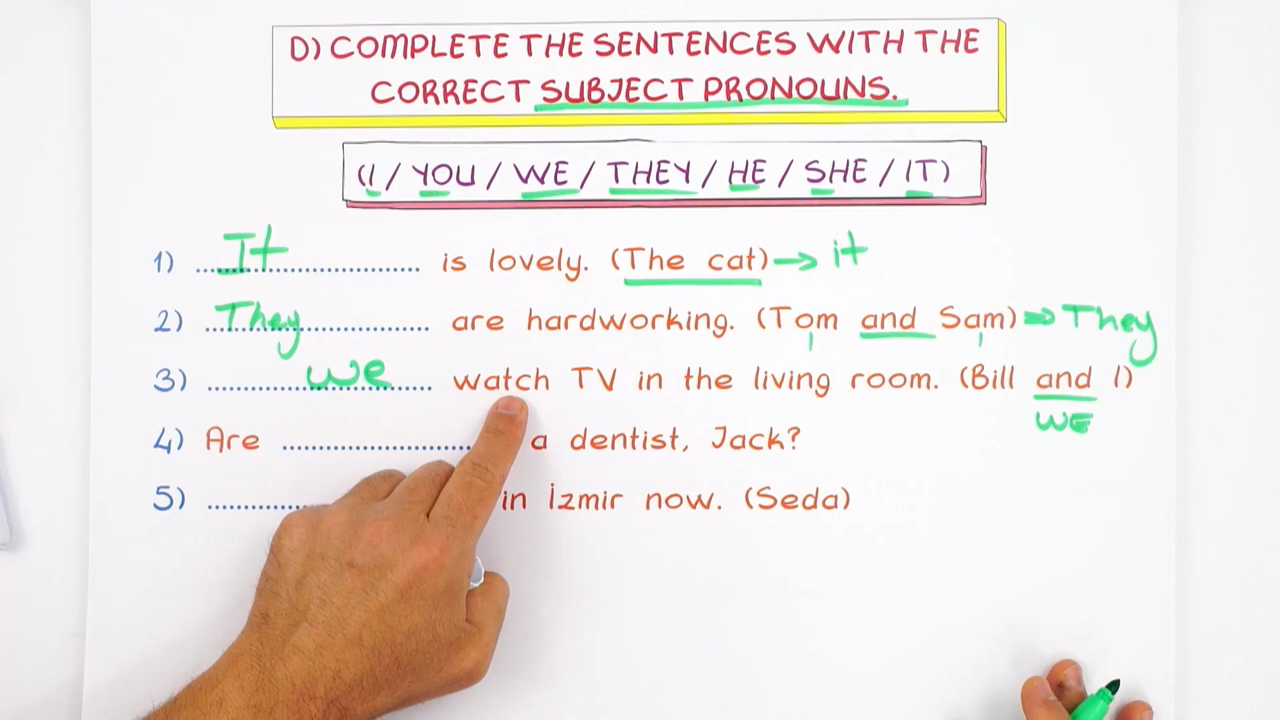 D) COMPLETE THE SENTENCES WITH THE
CORRECT SUBJECT PRONOUNS.
(I / YOU / WE / THEY / HE / SHE / IT)
1) It .............................. is lovely. (The cat) → it
2) They .............................. are hardworking. (Tom and Sam) ⇒ They
3) .............................. we watch TV in the living room. (Bill and I)
WE
4) Are ......................... a dentist, Jack?
5) ............ in İzmir now. (Seda)